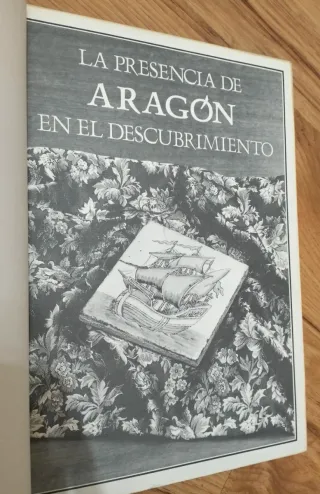 LA PRESENCIA DE
ARAGÓN
EN EL DESCUBRIMIENTO